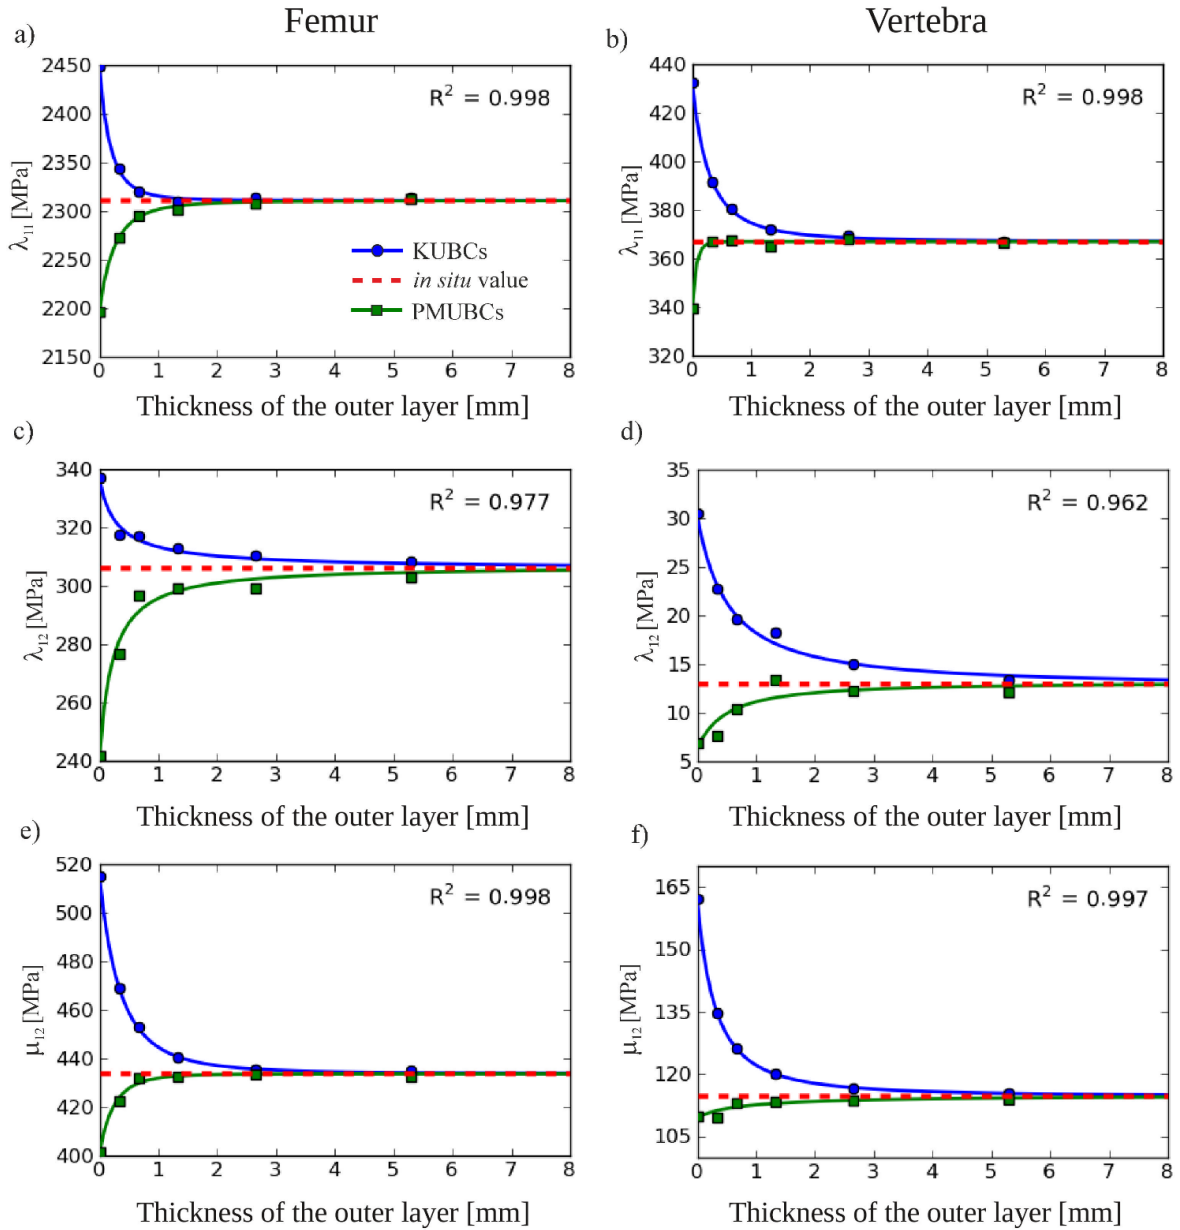 Femur
Vertebra
a)
b)
2450
2400
2350
2300
2250
2200
2150
λ11 [MPa]
R² = 0.998
KUBCs
in situ value
PMUBCs
0 1 2 3 4 5 6 7 8
Thickness of the outer layer [mm]
440
420
400
380
360
340
320
λ11 [MPa]
R² = 0.998
0 1 2 3 4 5 6 7 8
Thickness of the outer layer [mm]
c)
d)
340
320
300
280
260
240
λ12 [MPa]
R² = 0.977
0 1 2 3 4 5 6 7 8
Thickness of the outer layer [mm]
35
30
25
20
15
10
5
λ12 [MPa]
R² = 0.962
0 1 2 3 4 5 6 7 8
Thickness of the outer layer [mm]
e)
f)
520
500
480
460
440
420
400
μ12 [MPa]
R² = 0.998
0 1 2 3 4 5 6 7 8
Thickness of the outer layer [mm]
165
150
135
120
105
μ12 [MPa]
R² = 0.997
0 1 2 3 4 5 6 7 8
Thickness of the outer layer [mm]